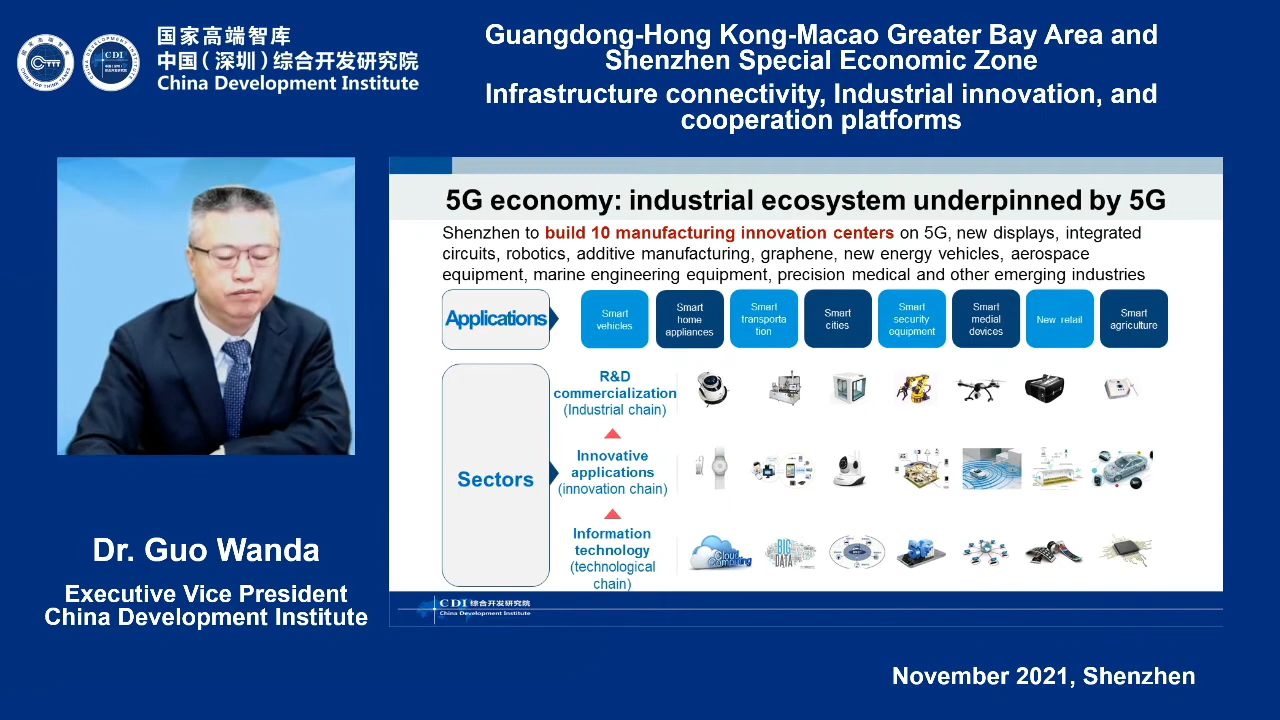 国家高端智库
中国(深圳)综合开发研究院
China Development Institute
Guangdong-Hong Kong-Macao Greater Bay Area and
Shenzhen Special Economic Zone
Infrastructure connectivity, Industrial innovation, and
cooperation platforms
5G economy: industrial ecosystem underpinned by 5G
Shenzhen to build 10 manufacturing innovation centers on 5G, new displays, integrated
circuits, robotics, additive manufacturing, graphene, new energy vehicles, aerospace
equipment, marine engineering equipment, precision medical and other emerging industries
Applications
Smart
vehicles
Smart
home
appliances
Smart
transporta
tion
Smart
cities
Smart
security
equipment
Smart
medial
devices
New retail
Smart
agriculture
Sectors
R&D
commercialization
(Industrial chain)
Innovative
applications
(innovation chain)
Information
technology
(technological
chain)
Cloud
Computing
BIG
DATA
CDI 综合开发研究院
China Development Institute
Dr. Guo Wanda
Executive Vice President
China Development Institute
November 2021, Shenzhen